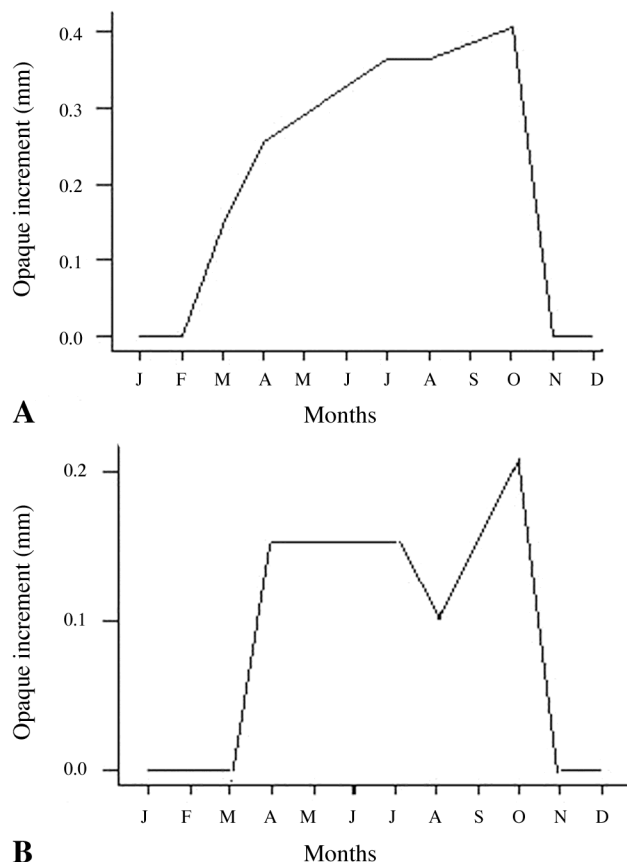 Opaque increment (mm)
0.4
0.3
0.2
0.1
0.0
J F M A M J J A S O N D
A
Months
Opaque increment (mm)
0.2
0.1
0.0
J F M A M J J A S O N D
B
Months